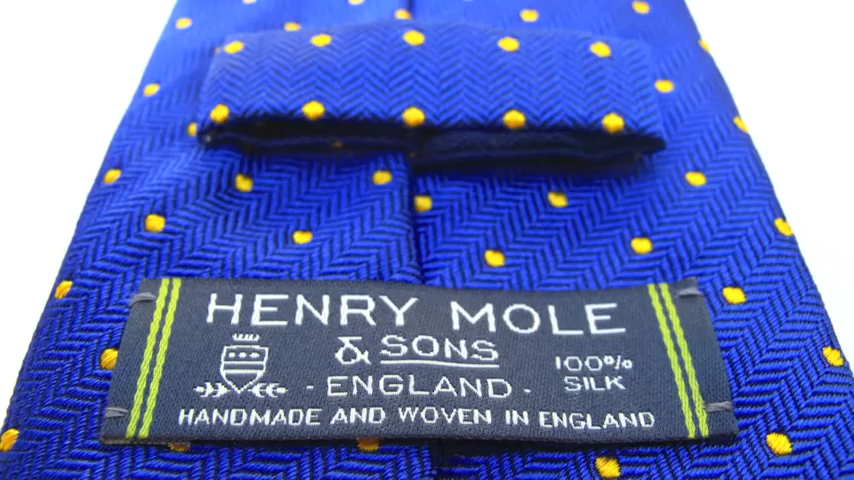 HENRY MOLE
& SONS
100%
SILK
- ENGLAND -
HANDMADE AND WOVEN IN ENGLAND